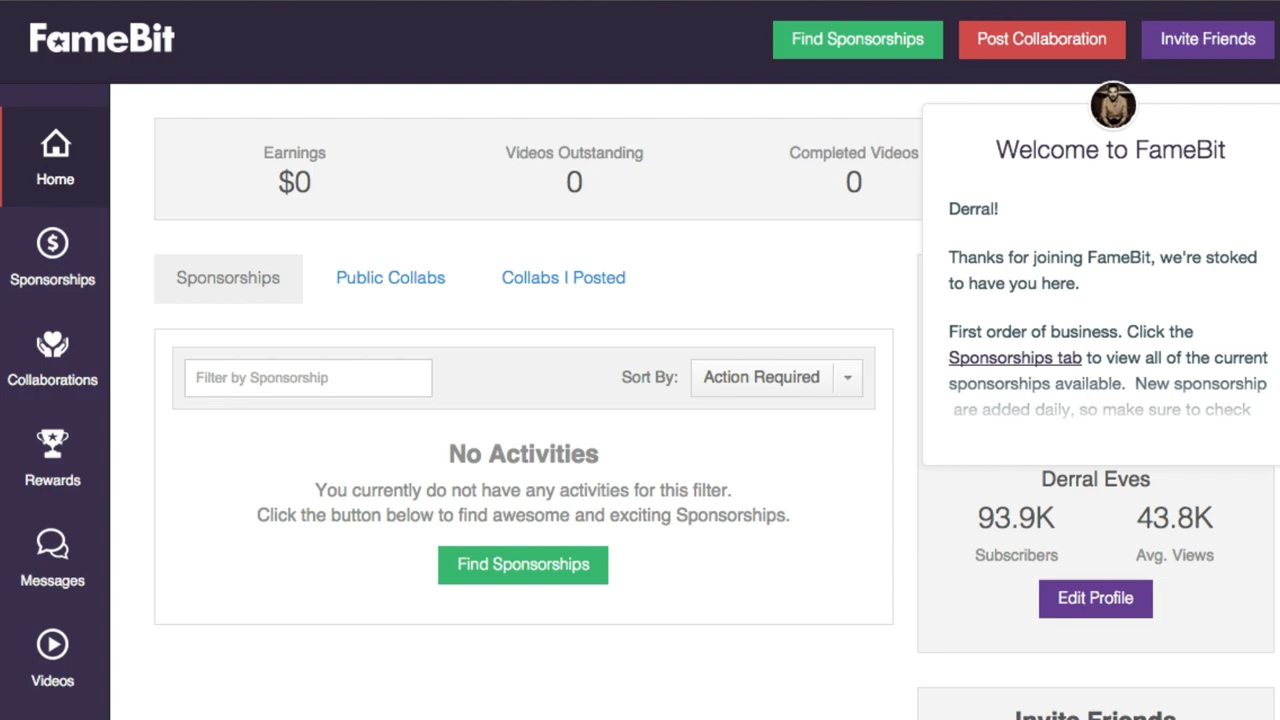 FameBit
Find Sponsorships
Post Collaboration
Invite Friends
Home
Sponsorships
Collaborations
Rewards
Messages
Videos
Earnings
$0
Videos Outstanding
0
Completed Videos
0
Sponsorships
Public Collabs
Collabs I Posted
Filter by Sponsorship
Sort By:
Action Required
No Activities
You currently do not have any activities for this filter.
Click the button below to find awesome and exciting Sponsorships.
Find Sponsorships
Welcome to FameBit
Derral!
Thanks for joining FameBit, we're stoked
to have you here.
First order of business. Click the
Sponsorships tab to view all of the current
sponsorships available. New sponsorship
are added daily, so make sure to check
Derral Eves
93.9K
Subscribers
43.8K
Avg. Views
Edit Profile
Invite Friends